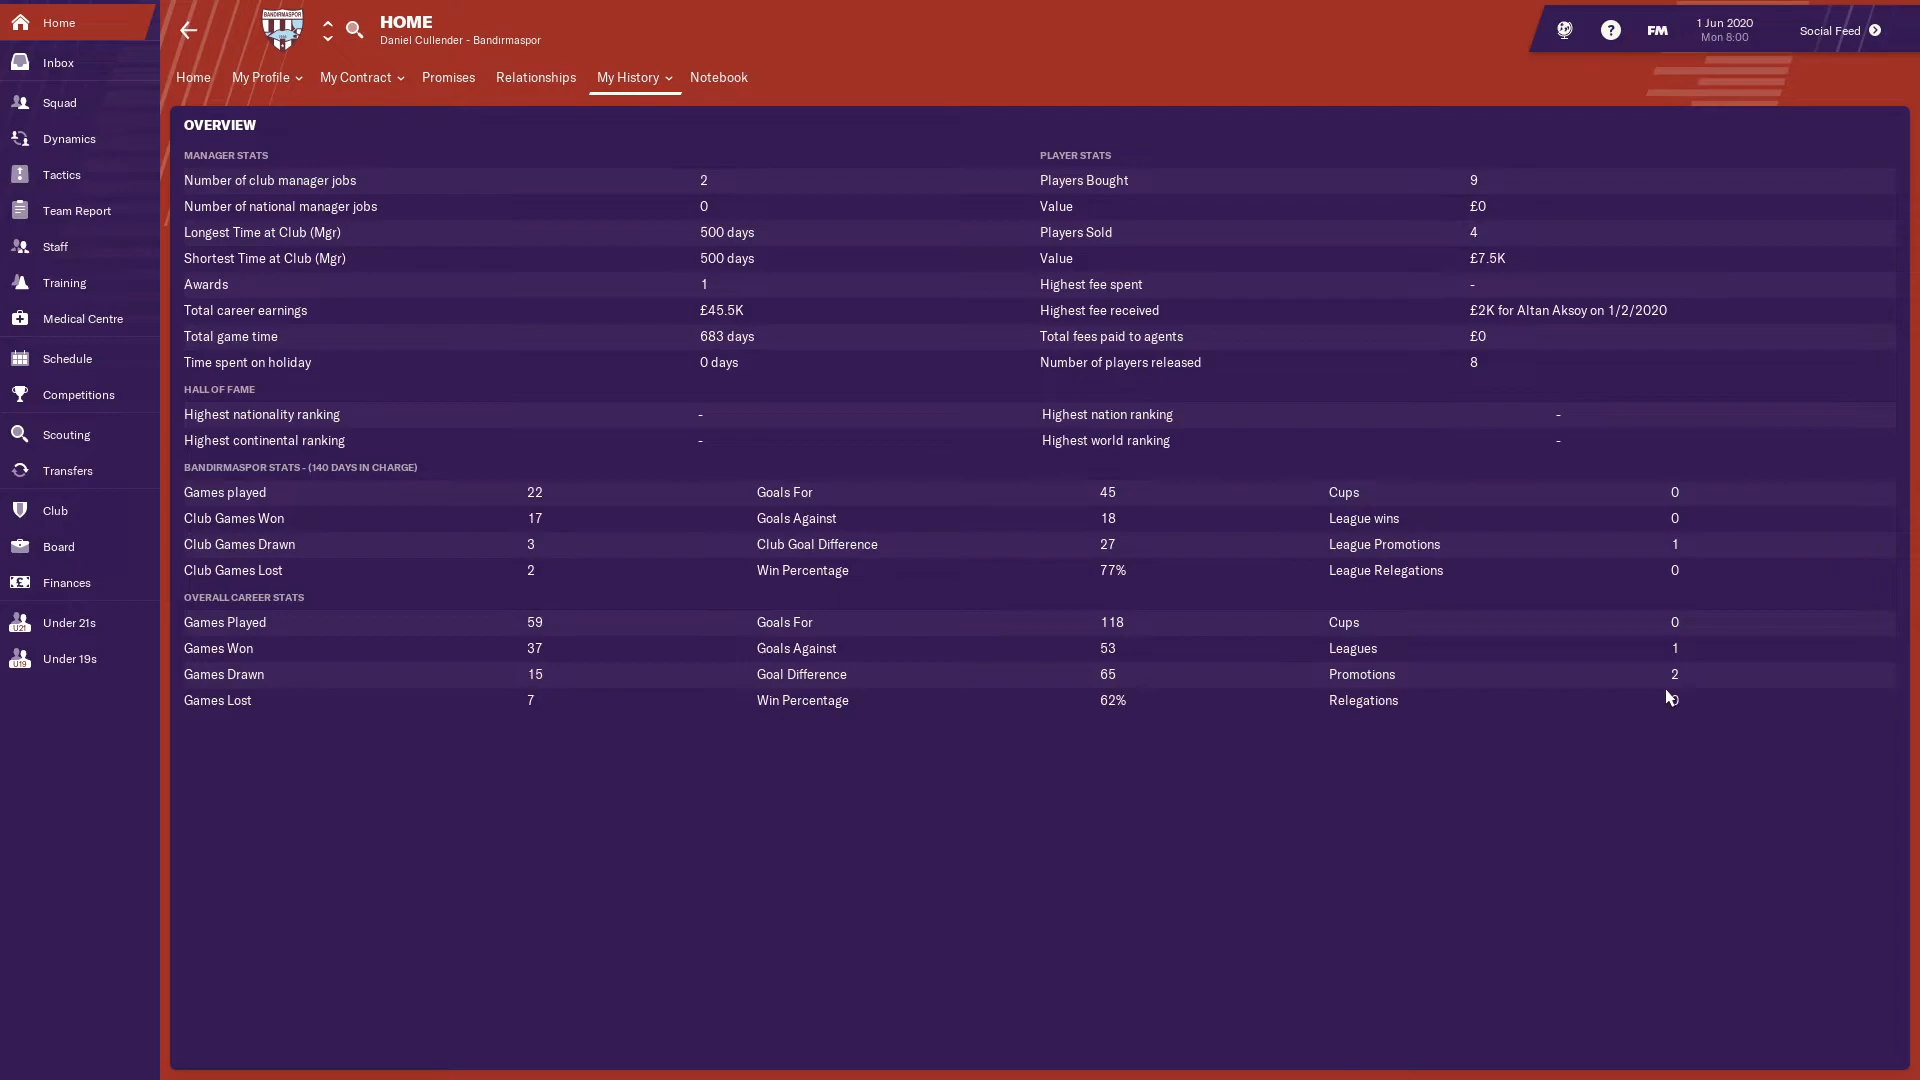 Home
Inbox
Squad
Dynamics
Tactics
Team Report
Staff
Training
Medical Centre
Schedule
Competitions
Scouting
Transfers
Club
Board
Finances
U21 Under 21s
U19 Under 19s
BANDIRMASPOR
HOME
Daniel Cullender - Bandırmaspor
? FM
1 Jun 2020
Mon 8:00
Social Feed
Home My Profile My Contract Promises Relationships My History Notebook
OVERVIEW
MANAGER STATS PLAYER STATS
Number of club manager jobs 2 Players Bought 9
Number of national manager jobs 0 Value £0
Longest Time at Club (Mgr) 500 days Players Sold 4
Shortest Time at Club (Mgr) 500 days Value £7.5K
Awards 1 Highest fee spent -
Total career earnings £45.5K Highest fee received £2K for Altan Aksoy on 1/2/2020
Total game time 683 days Total fees paid to agents £0
Time spent on holiday 0 days Number of players released 8
HALL OF FAME
Highest nationality ranking - Highest nation ranking -
Highest continental ranking - Highest world ranking -
BANDIRMASPOR STATS - (140 DAYS IN CHARGE)
Games played 22 Goals For 45 Cups 0
Club Games Won 17 Goals Against 18 League wins 0
Club Games Drawn 3 Club Goal Difference 27 League Promotions 1
Club Games Lost 2 Win Percentage 77% League Relegations 0
OVERALL CAREER STATS
Games Played 59 Goals For 118 Cups 0
Games Won 37 Goals Against 53 Leagues 1
Games Drawn 15 Goal Difference 65 Promotions 2
Games Lost 7 Win Percentage 62% Relegations 0